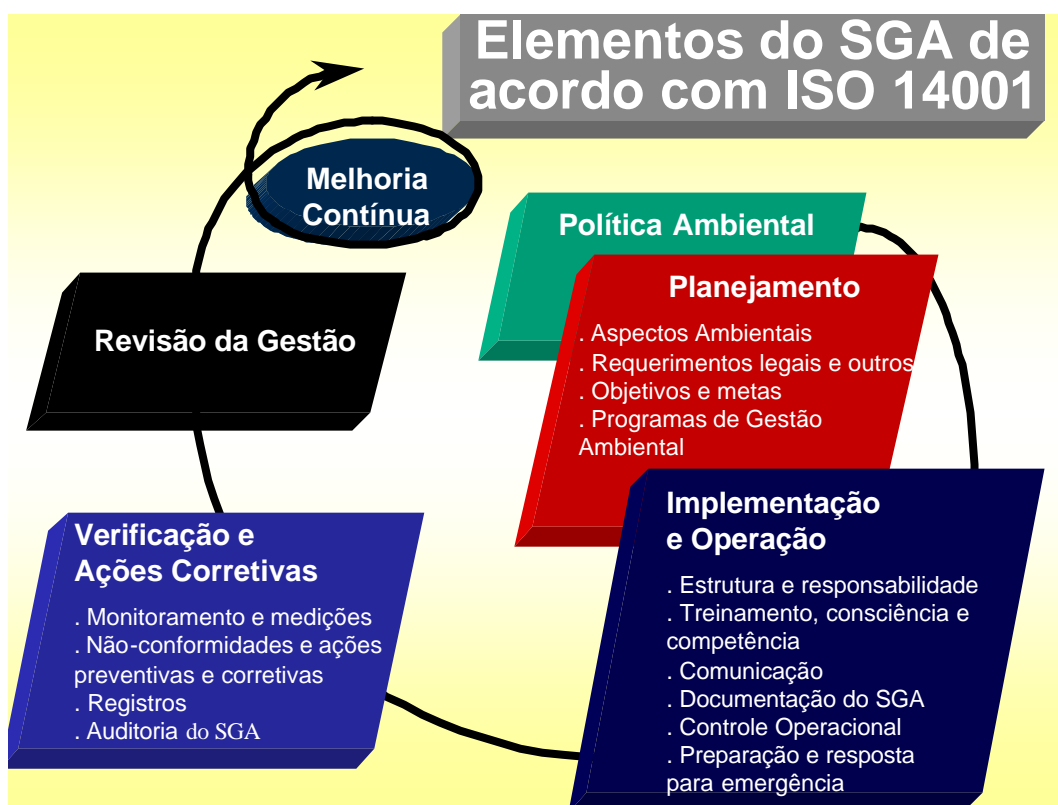 Elementos do SGA de
acordo com ISO 14001
Melhoria
Contínua
Política Ambiental
Planejamento
. Aspectos Ambientais
. Requerimentos legais e outros
. Objetivos e metas
. Programas de Gestão
Ambiental
Implementação
e Operação
. Estrutura e responsabilidade
. Treinamento, consciência e
competência
. Comunicação
. Documentação do SGA
. Controle Operacional
. Preparação e resposta
para emergência
Verificação e
Ações Corretivas
. Monitoramento e medições
. Não-conformidades e ações
preventivas e corretivas
. Registros
. Auditoria do SGA
Revisão da Gestão